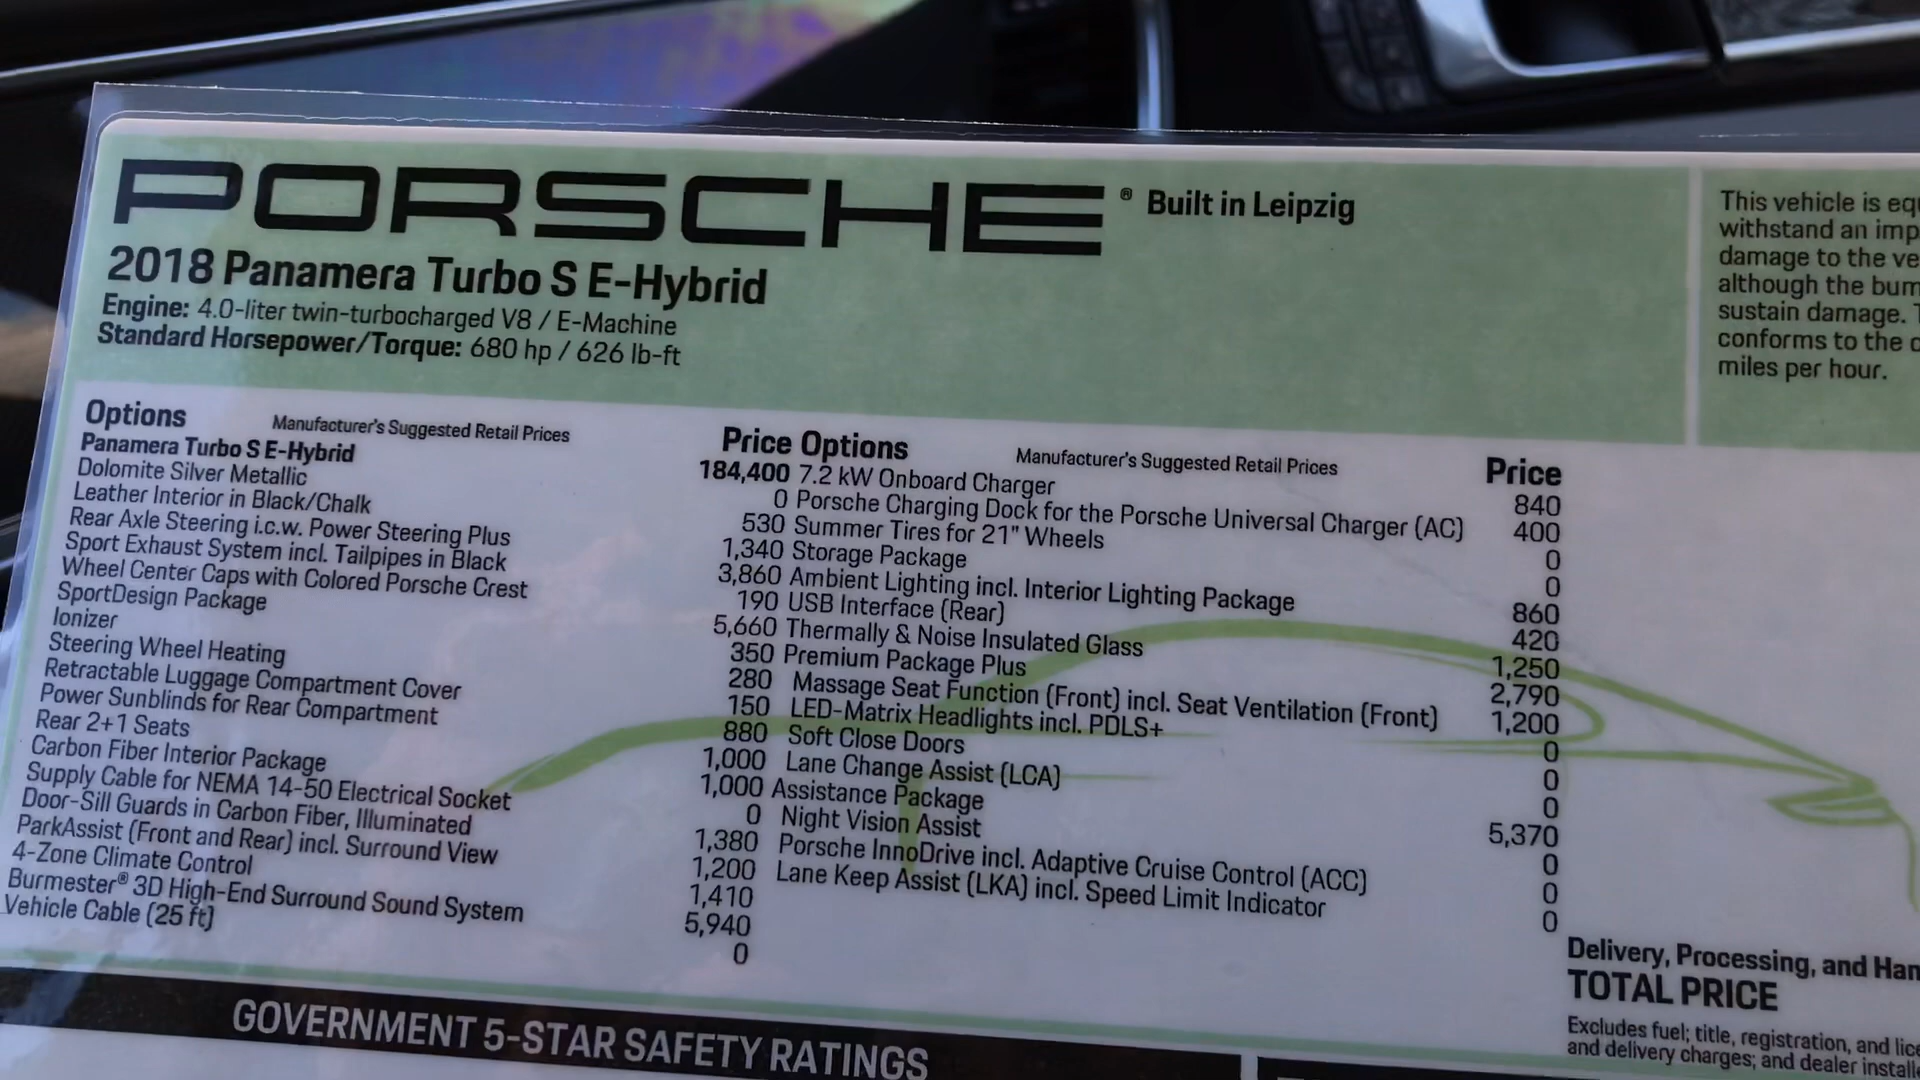 PORSCHE® Built in Leipzig
2018 Panamera Turbo S E-Hybrid
Engine: 4.0-liter twin-turbocharged V8 / E-Machine
Standard Horsepower/Torque: 680 hp / 626 lb-ft
This vehicle is equ
withstand an imp
damage to the ve
although the bum
sustain damage. T
conforms to the c
miles per hour.
Options Manufacturer's Suggested Retail Prices Price
Panamera Turbo S E-Hybrid 184,400
Dolomite Silver Metallic 0
Leather Interior in Black/Chalk 530
Rear Axle Steering i.c.w. Power Steering Plus 1,340
Sport Exhaust System incl. Tailpipes in Black 3,860
Wheel Center Caps with Colored Porsche Crest 190
SportDesign Package 5,660
Ionizer 350
Steering Wheel Heating 280
Retractable Luggage Compartment Cover 150
Power Sunblinds for Rear Compartment 880
Rear 2+1 Seats 1,000
Carbon Fiber Interior Package 1,000
Supply Cable for NEMA 14-50 Electrical Socket 0
Door-Sill Guards in Carbon Fiber, Illuminated 1,380
ParkAssist (Front and Rear) incl. Surround View 1,200
4-Zone Climate Control 1,410
Burmester® 3D High-End Surround Sound System 5,940
Vehicle Cable (25 ft) 0
Options Manufacturer's Suggested Retail Prices Price
7.2 kW Onboard Charger 840
Porsche Charging Dock for the Porsche Universal Charger (AC) 400
Summer Tires for 21" Wheels 0
Storage Package 0
Ambient Lighting incl. Interior Lighting Package 860
USB Interface (Rear) 420
Thermally & Noise Insulated Glass 1,250
Premium Package Plus 2,790
Massage Seat Function (Front) incl. Seat Ventilation (Front) 1,200
LED-Matrix Headlights incl. PDLS+ 0
Soft Close Doors 0
Lane Change Assist (LCA) 0
Assistance Package 5,370
Night Vision Assist 0
Porsche InnoDrive incl. Adaptive Cruise Control (ACC) 0
Lane Keep Assist (LKA) incl. Speed Limit Indicator 0
Delivery, Processing, and Han
TOTAL PRICE
Excludes fuel; title, registration, and lice
and delivery charges; and dealer installe
GOVERNMENT 5-STAR SAFETY RATINGS